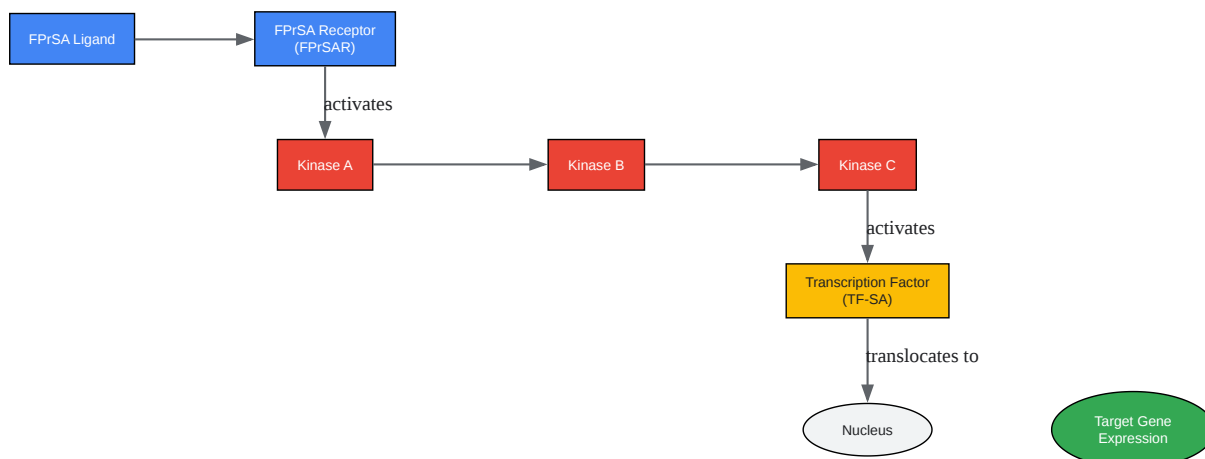 FPrSA Ligand
FPrSA Receptor
(FPrSAR)
activates
Kinase A
Kinase B
Kinase C
activates
Transcription Factor
(TF-SA)
translocates to
Nucleus
Target Gene
Expression